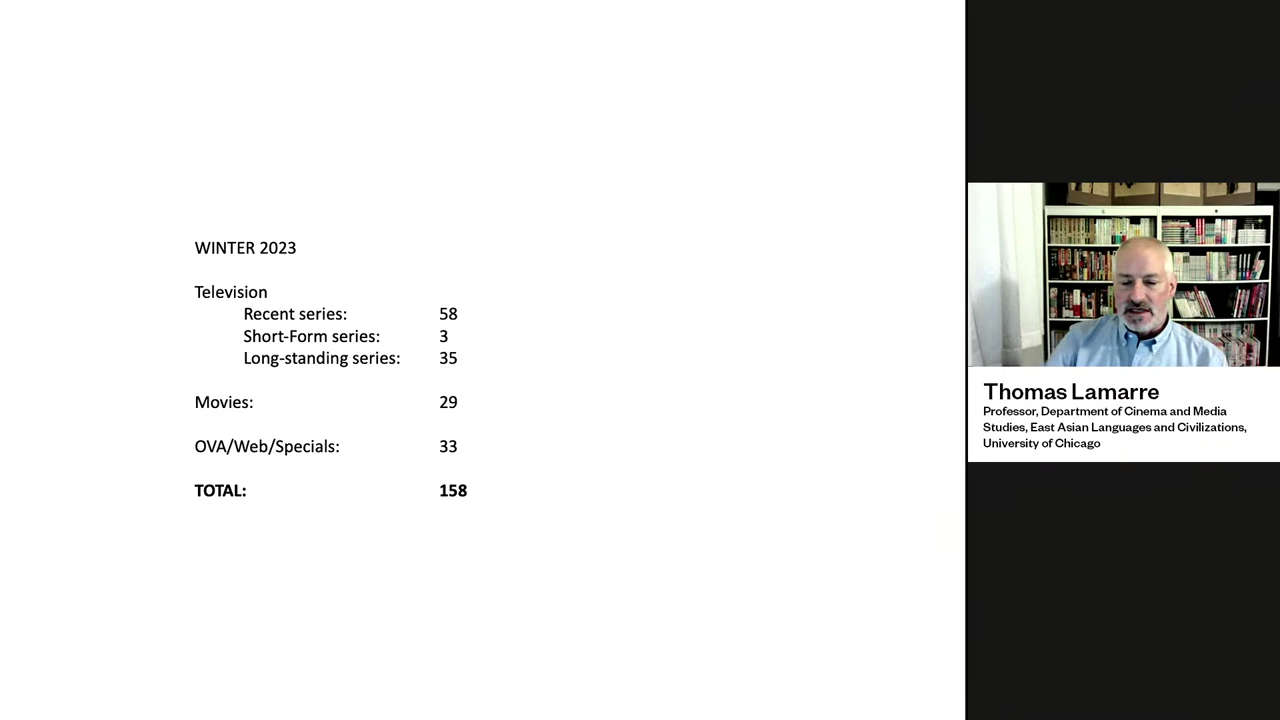 WINTER 2023
Television
Recent series: 58
Short-Form series: 3
Long-standing series: 35
Movies: 29
OVA/Web/Specials: 33
TOTAL: 158
Thomas Lamarre
Professor, Department of Cinema and Media
Studies, East Asian Languages and Civilizations,
University of Chicago